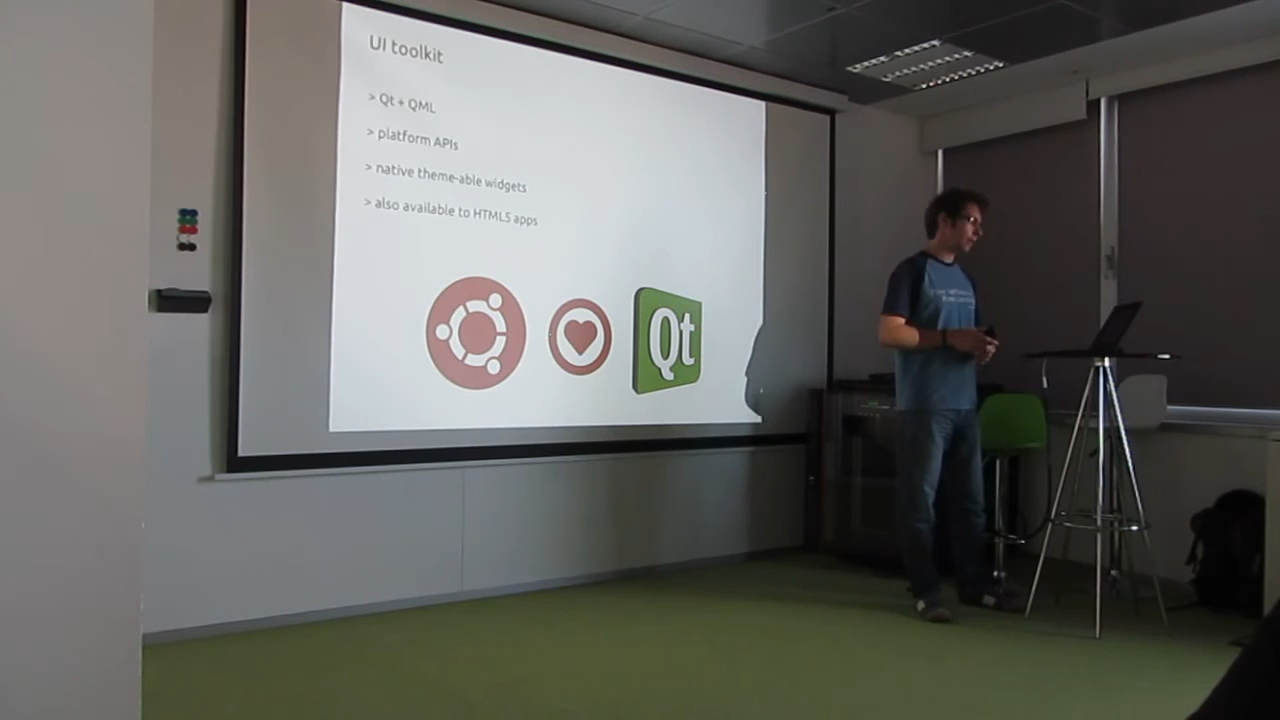 UI toolkit
> Qt + QML
> platform APIs
> native theme-able widgets
> also available to HTML5 apps
Qt